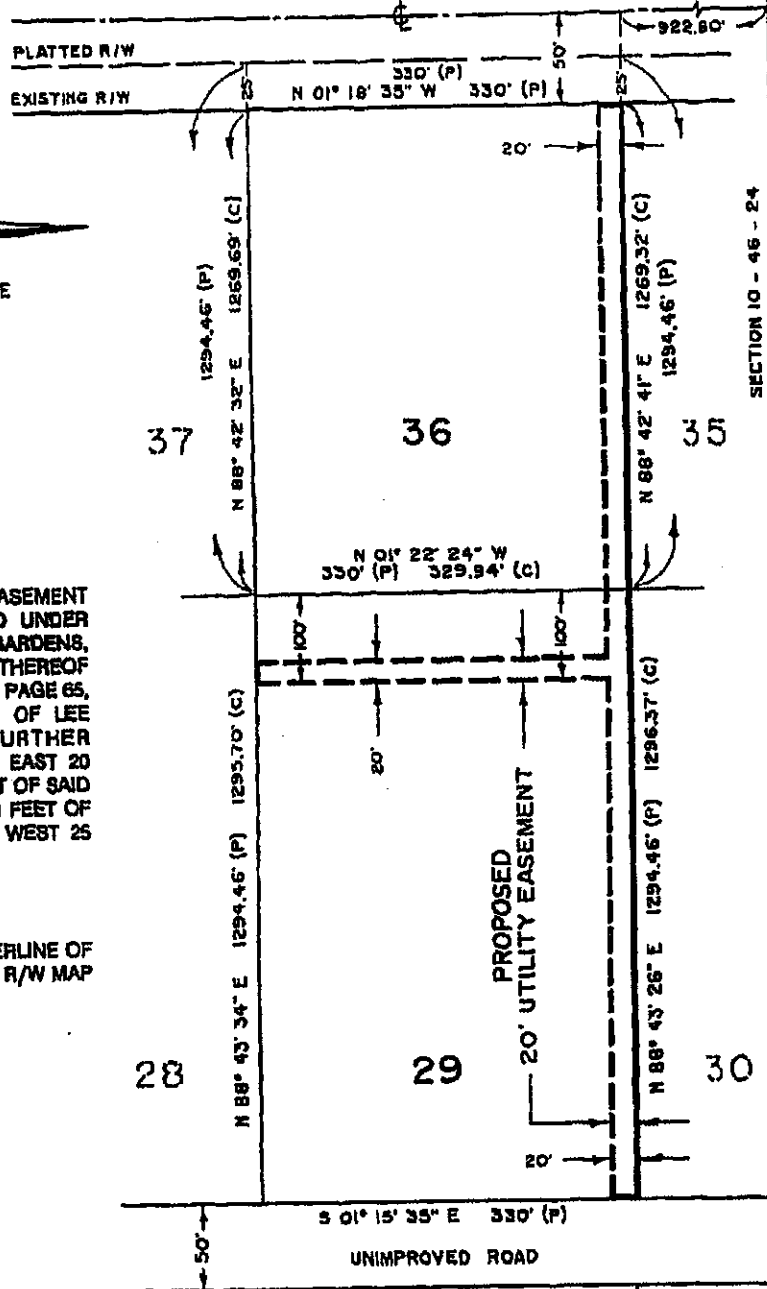 922.80'
PLATTED R/W
50'
25'
330' (P)
25'
EXISTING R/W
N 01° 18' 35" W 330' (P)
20'
SECTION 10 - 46 - 24
1294.46' (P)
N 88° 42' 32" E 1269.69' (C)
N 88° 42' 41" E 1269.32' (C)
1294.46' (P)
E
37
36
35
N 01° 22' 24" W
330' (P) 329.94' (C)
100'
100'
20'
ASEMENT
D UNDER
GARDENS,
THEREOF
PAGE 65,
OF LEE
URTHER
EAST 20
T OF SAID
FEET OF
WEST 25
ERLINE OF
R/W MAP
N 88° 43' 34" E 1294.46' (P) 1295.70' (C)
PROPOSED
20' UTILITY EASEMENT
N 88° 43' 26" E 1294.46' (P) 1296.37' (C)
28
29
30
20'
S 01° 15' 35" E 330' (P)
50'
UNIMPROVED ROAD